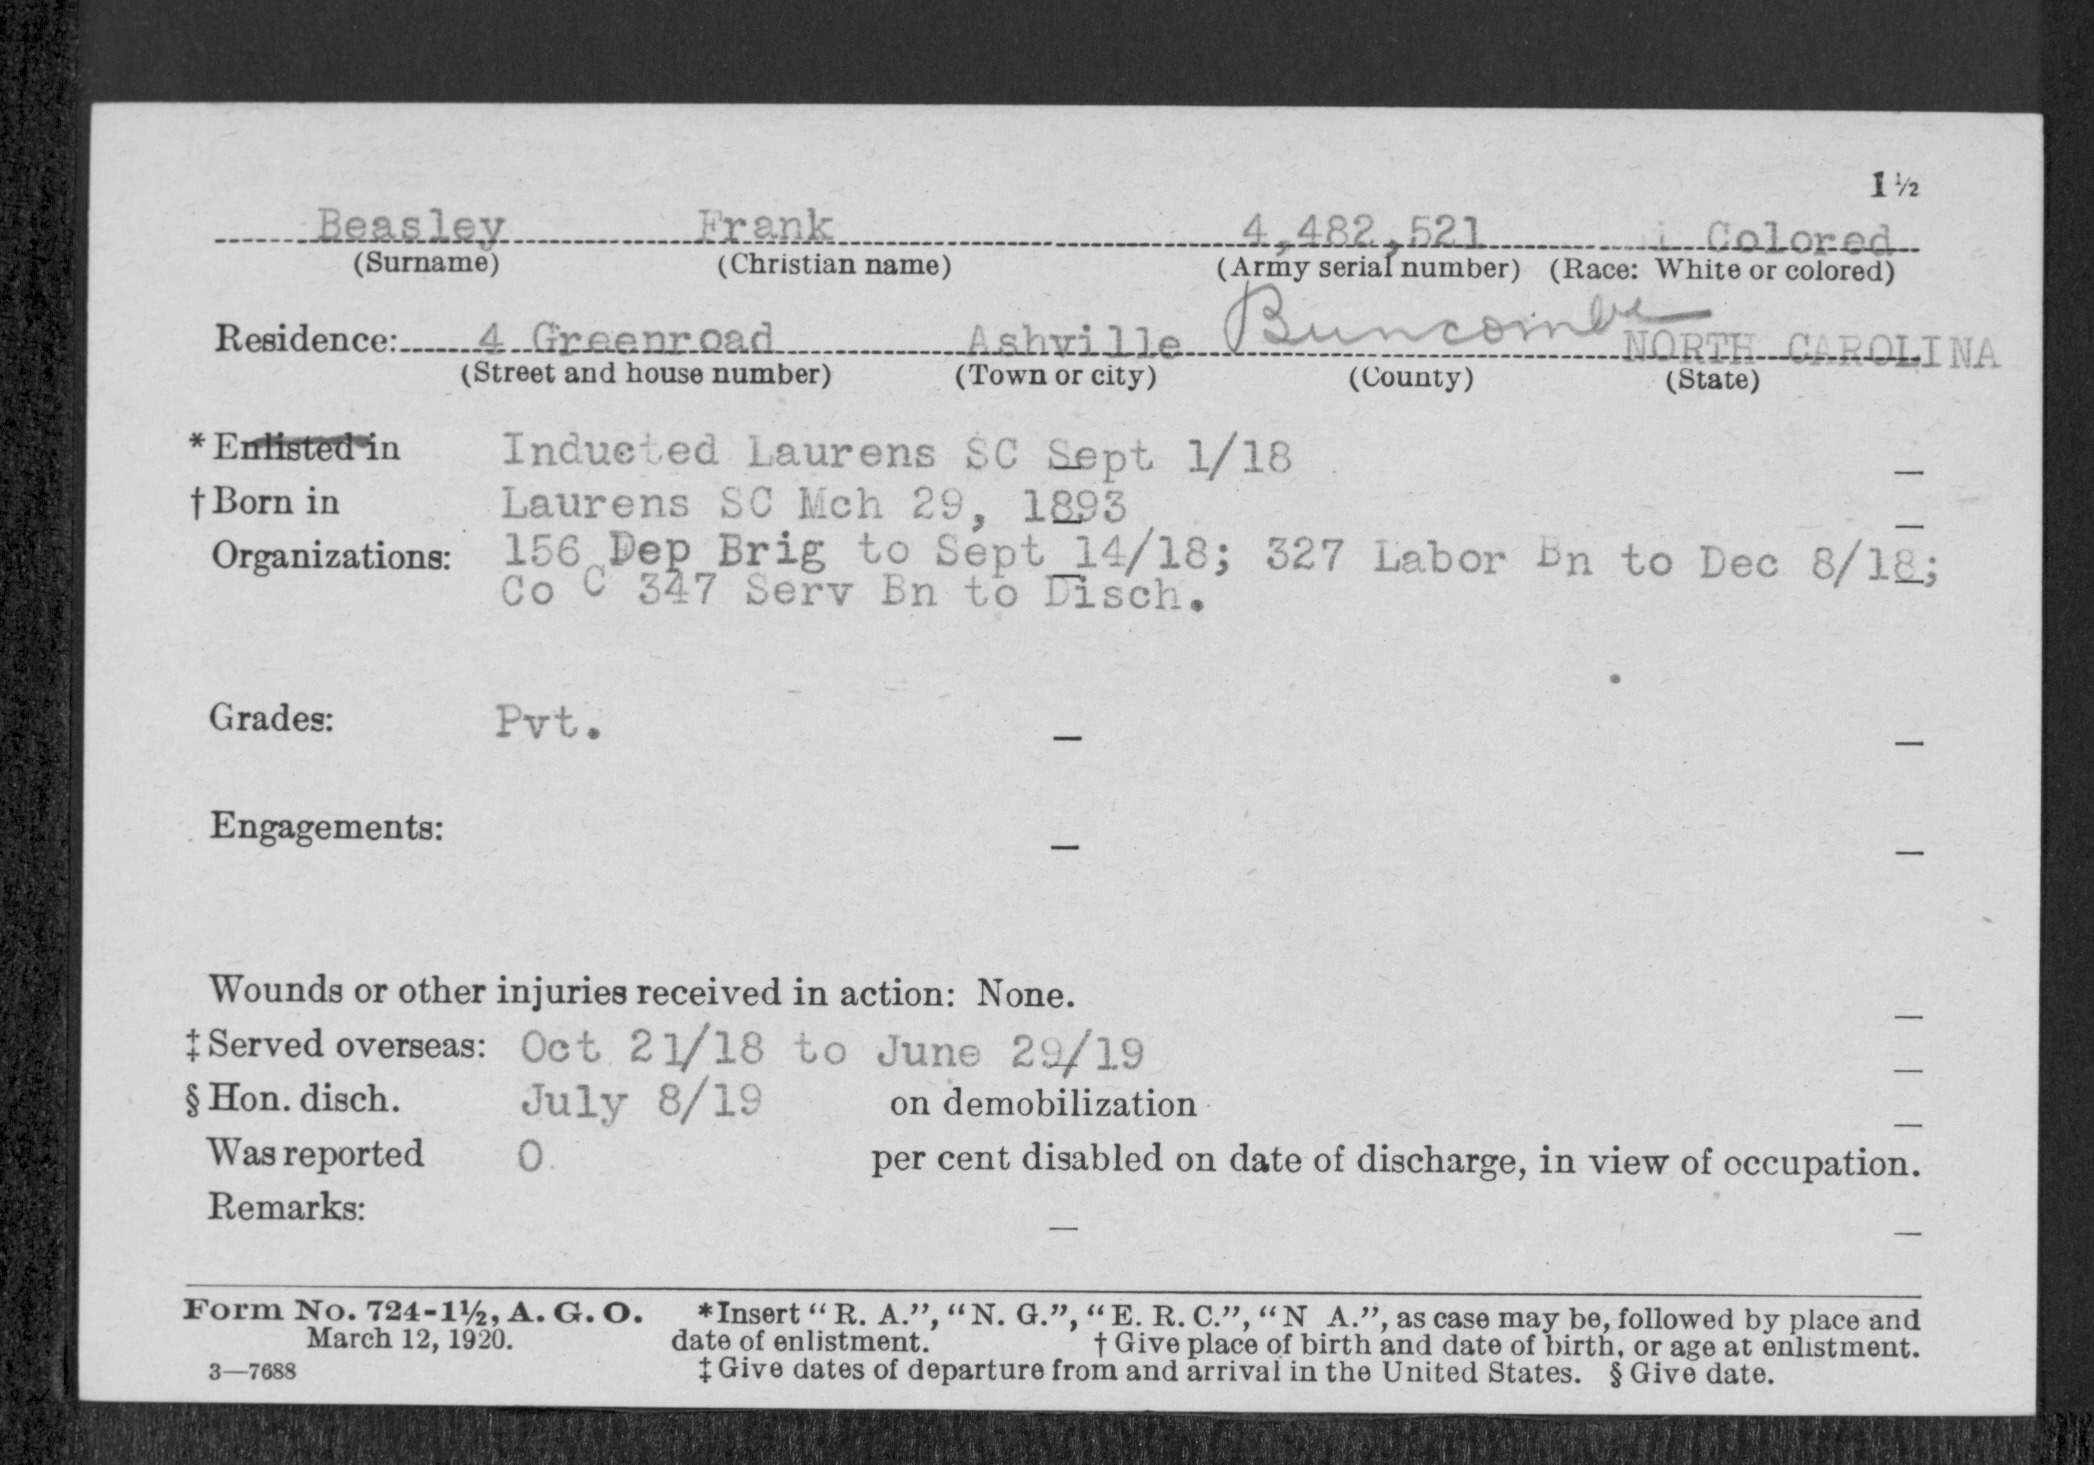 1 ½
Beasley Frank 4,482,521 Colored
(Surname) (Christian name) (Army serial number) (Race: White or colored)
Residence: 4 Greenroad Ashville Buncombe NORTH CAROLINA
(Street and house number) (Town or city) (County) (State)
* Enlisted in Inducted Laurens SC Sept 1/18
† Born in Laurens SC Mch 29, 1893
Organizations: 156 Dep Brig to Sept 14/18; 327 Labor Bn to Dec 8/18;
Co C 347 Serv Bn to Disch.
Grades: Pvt.
Engagements:
Wounds or other injuries received in action: None.
‡ Served overseas: Oct 21/18 to June 29/19
§ Hon. disch. July 8/19 on demobilization
Was reported 0 per cent disabled on date of discharge, in view of occupation.
Remarks:
Form No. 724-1½, A. G. O. *Insert “R. A.”, “N. G.”, “E. R. C.”, “N A.”, as case may be, followed by place and
March 12, 1920. date of enlistment. † Give place of birth and date of birth, or age at enlistment.
3—7688 ‡ Give dates of departure from and arrival in the United States. § Give date.